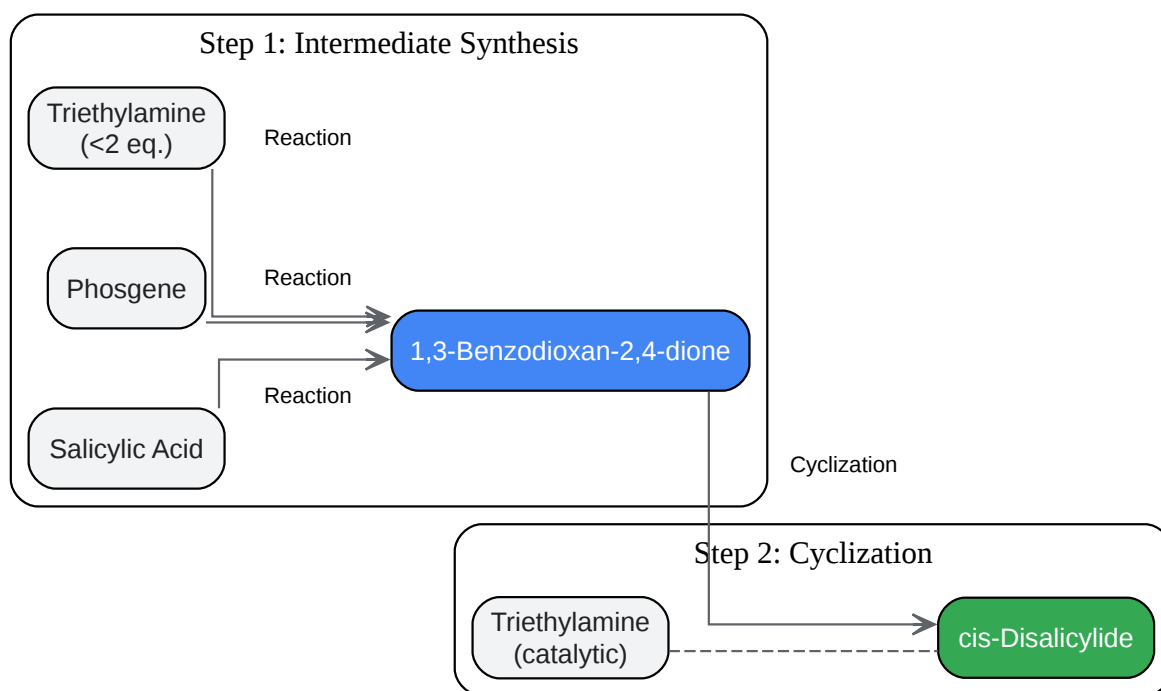 Step 1: Intermediate Synthesis
Triethylamine
(<2 eq.)
Reaction
Phosgene
Reaction
1,3-Benzodioxan-2,4-dione
Reaction
Salicylic Acid
Cyclization
Step 2: Cyclization
Triethylamine
(catalytic)
cis-Disalicylide